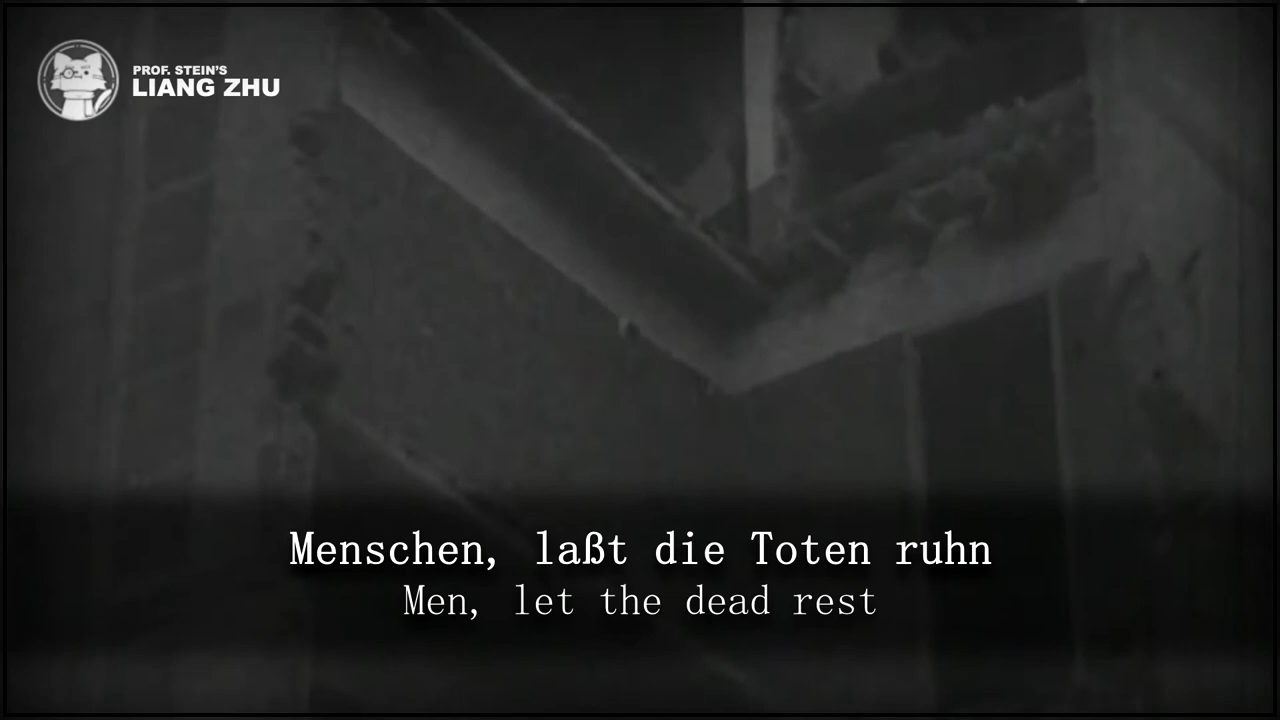 PROF. STEIN'S
LIANG ZHU
Menschen, laßt die Toten ruhn
Men, let the dead rest